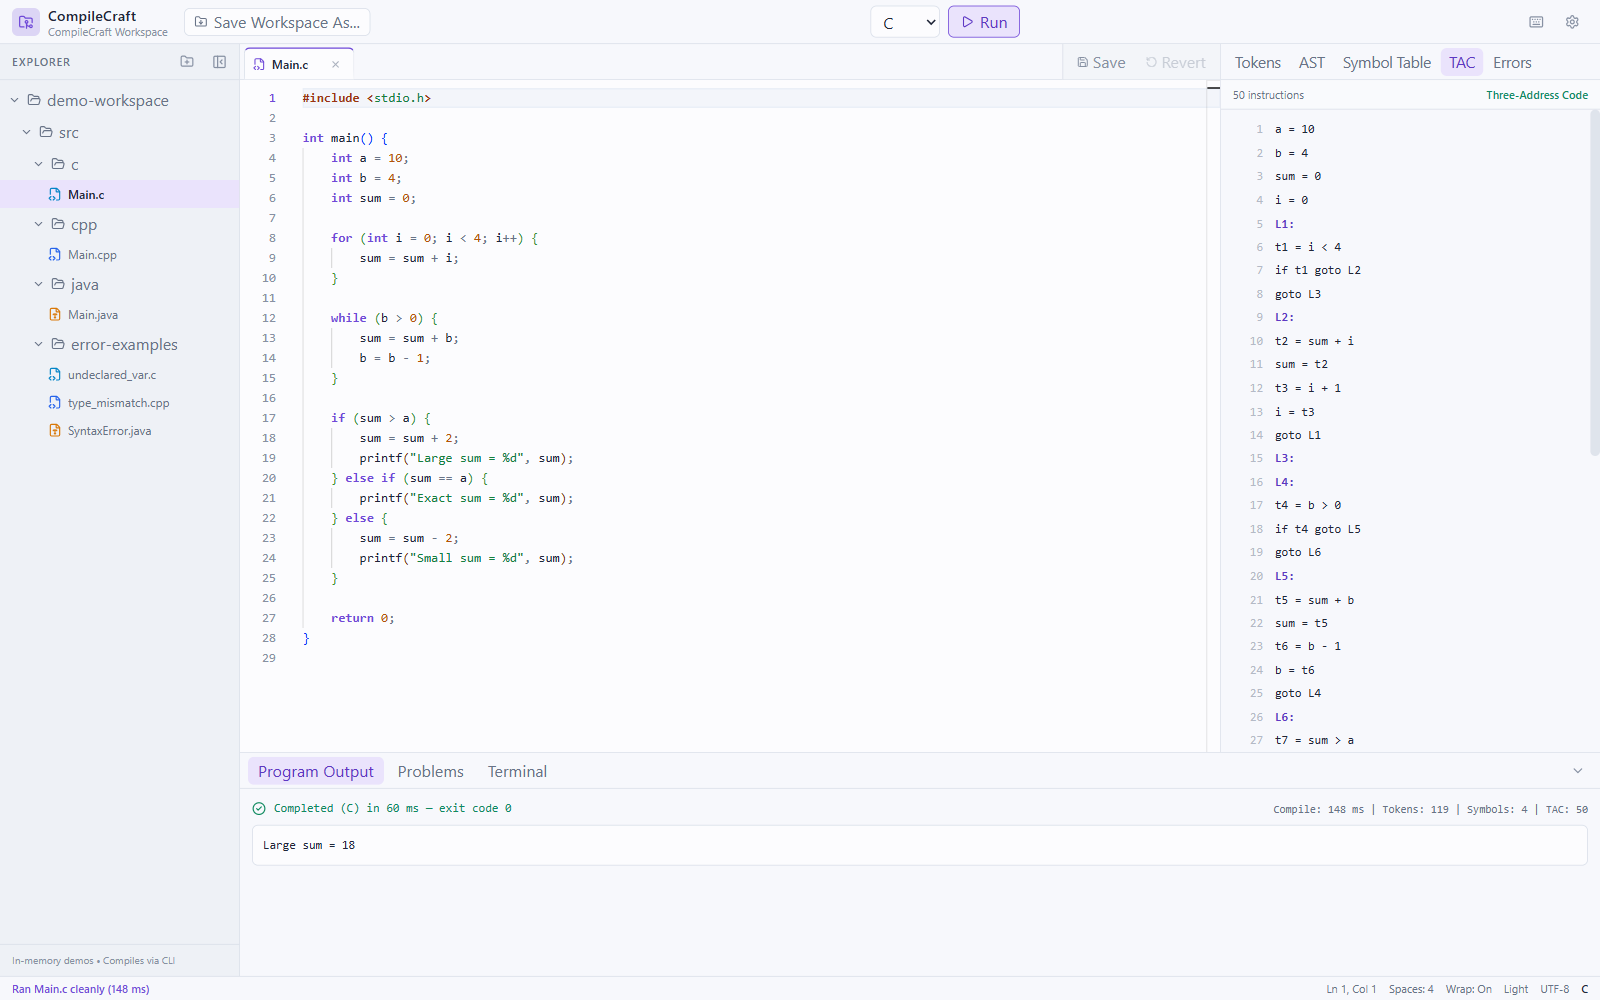 CompileCraft
CompileCraft Workspace
Save Workspace As...
C
Run
EXPLORER
demo-workspace
src
c
Main.c
cpp
Main.cpp
java
Main.java
error-examples
undeclared_var.c
type_mismatch.cpp
SyntaxError.java
In-memory demos • Compiles via CLI
Main.c
Save
Revert
1 #include <stdio.h>
2
3 int main() {
4 int a = 10;
5 int b = 4;
6 int sum = 0;
7
8 for (int i = 0; i < 4; i++) {
9 sum = sum + i;
10 }
11
12 while (b > 0) {
13 sum = sum + b;
14 b = b - 1;
15 }
16
17 if (sum > a) {
18 sum = sum + 2;
19 printf("Large sum = %d", sum);
20 } else if (sum == a) {
21 printf("Exact sum = %d", sum);
22 } else {
23 sum = sum - 2;
24 printf("Small sum = %d", sum);
25 }
26
27 return 0;
28 }
29
Tokens AST Symbol Table TAC Errors
50 instructions Three-Address Code
1 a = 10
2 b = 4
3 sum = 0
4 i = 0
5 L1:
6 t1 = i < 4
7 if t1 goto L2
8 goto L3
9 L2:
10 t2 = sum + i
11 sum = t2
12 t3 = i + 1
13 i = t3
14 goto L1
15 L3:
16 L4:
17 t4 = b > 0
18 if t4 goto L5
19 goto L6
20 L5:
21 t5 = sum + b
22 sum = t5
23 t6 = b - 1
24 b = t6
25 goto L4
26 L6:
27 t7 = sum > a
Program Output Problems Terminal
Completed (C) in 60 ms — exit code 0
Compile: 148 ms | Tokens: 119 | Symbols: 4 | TAC: 50
Large sum = 18
Ran Main.c cleanly (148 ms)
Ln 1, Col 1 Spaces: 4 Wrap: On Light UTF-8 C